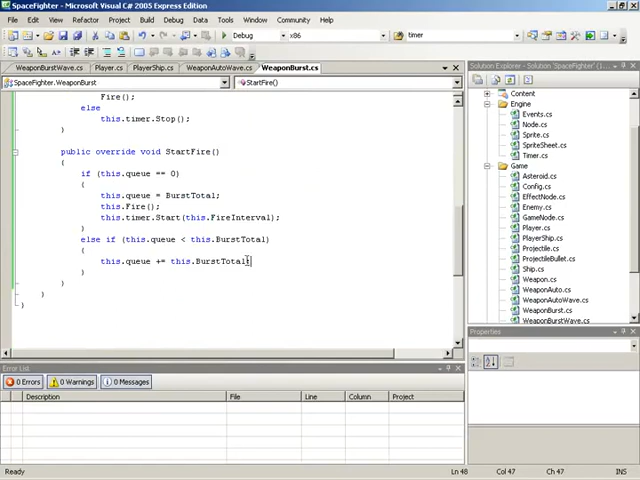 SpaceFighter - Microsoft Visual C# 2005 Express Edition
File Edit View Refactor Project Build Debug Data Tools Window Community Help
Debug x86 timer
WeaponBurstWave.cs Player.cs PlayerShip.cs WeaponAutoWave.cs WeaponBurst.cs
SpaceFighter.WeaponBurst StartFire()
Fire();
else
this.timer.Stop();
}
public override void StartFire()
{
if (this.queue == 0)
{
this.queue = BurstTotal;
this.Fire();
this.timer.Start(this.FireInterval);
}
else if (this.queue < this.BurstTotal)
{
this.queue += this.BurstTotal;
}
}
}
}
Solution Explorer - SpaceFighter
Content
Engine
Events.cs
Node.cs
Sprite.cs
SpriteSheet.cs
Timer.cs
Game
Asteroid.cs
Config.cs
EffectNode.cs
Enemy.cs
GameNode.cs
Player.cs
PlayerShip.cs
Projectile.cs
ProjectileBullet.cs
Ship.cs
Weapon.cs
WeaponAuto.cs
WeaponAutoWave.cs
WeaponBurst.cs
WeaponBurstWave.cs
Properties
Error List
0 Errors 0 Warnings 0 Messages
Description File Line Column Project
Ready Ln 48 Col 47 Ch 47 INS